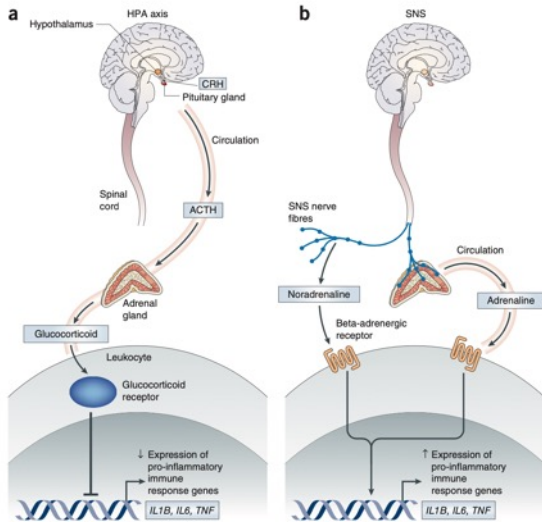 a
HPA axis
Hypothalamus
CRH
Pituitary gland
Circulation
Spinal
cord
ACTH
Adrenal
gland
Glucocorticoid
Leukocyte
Glucocorticoid
receptor
↓ Expression of
pro-inflammatory
immune
response genes
IL1B, IL6, TNF
b
SNS
SNS nerve
fibres
Circulation
Noradrenaline
Adrenaline
Beta-adrenergic
receptor
↑ Expression of
pro-inflammatory
immune
response genes
IL1B, IL6, TNF